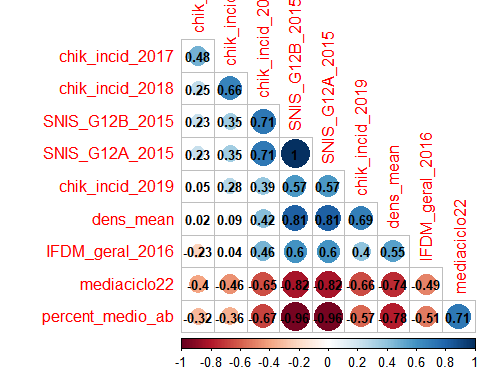 chik_
chik_incid_
chik_incid_2
SNIS_G12B_2015
SNIS_G12A_2015
chik_incid_2019
dens_mean
IFDM_geral_2016
mediaciclo22
chik_incid_2017 0.48
chik_incid_2018 0.25 0.66
SNIS_G12B_2015 0.23 0.35 0.71
SNIS_G12A_2015 0.23 0.35 0.71 1
chik_incid_2019 0.05 0.28 0.39 0.57 0.57
dens_mean 0.02 0.09 0.42 0.81 0.81 0.69
IFDM_geral_2016 -0.23 0.04 0.46 0.6 0.6 0.4 0.55
mediaciclo22 -0.4 -0.46 -0.65 -0.82 -0.82 -0.66 -0.74 -0.49
percent_medio_ab -0.32 -0.36 -0.67 -0.96 -0.96 -0.57 -0.78 -0.51 0.71
-1 -0.8 -0.6 -0.4 -0.2 0 0.2 0.4 0.6 0.8 1